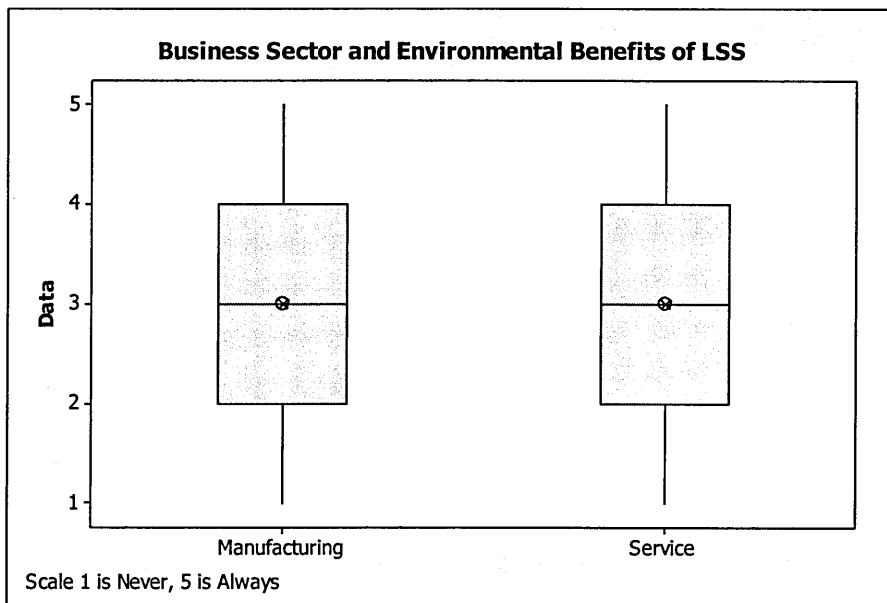 Business Sector and Environmental Benefits of LSS
5
4
3
2
1
Data
Manufacturing
Service
Scale 1 is Never, 5 is Always